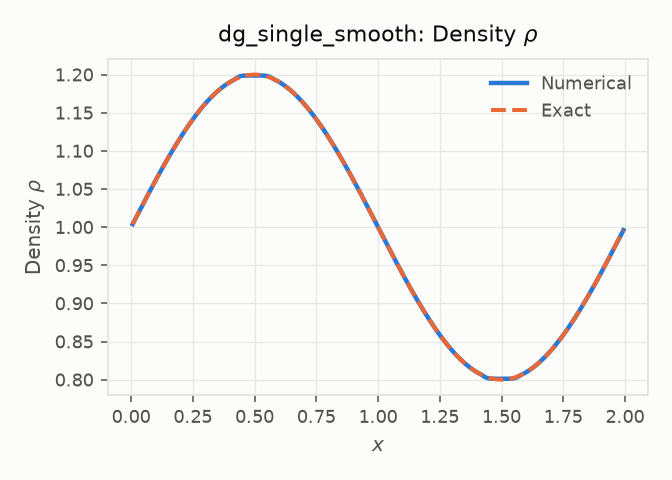 dg_single_smooth: Density ρ
Numerical
Exact
1.20
1.15
1.10
1.05
1.00
0.95
0.90
0.85
0.80
Density ρ
0.00 0.25 0.50 0.75 1.00 1.25 1.50 1.75 2.00
x